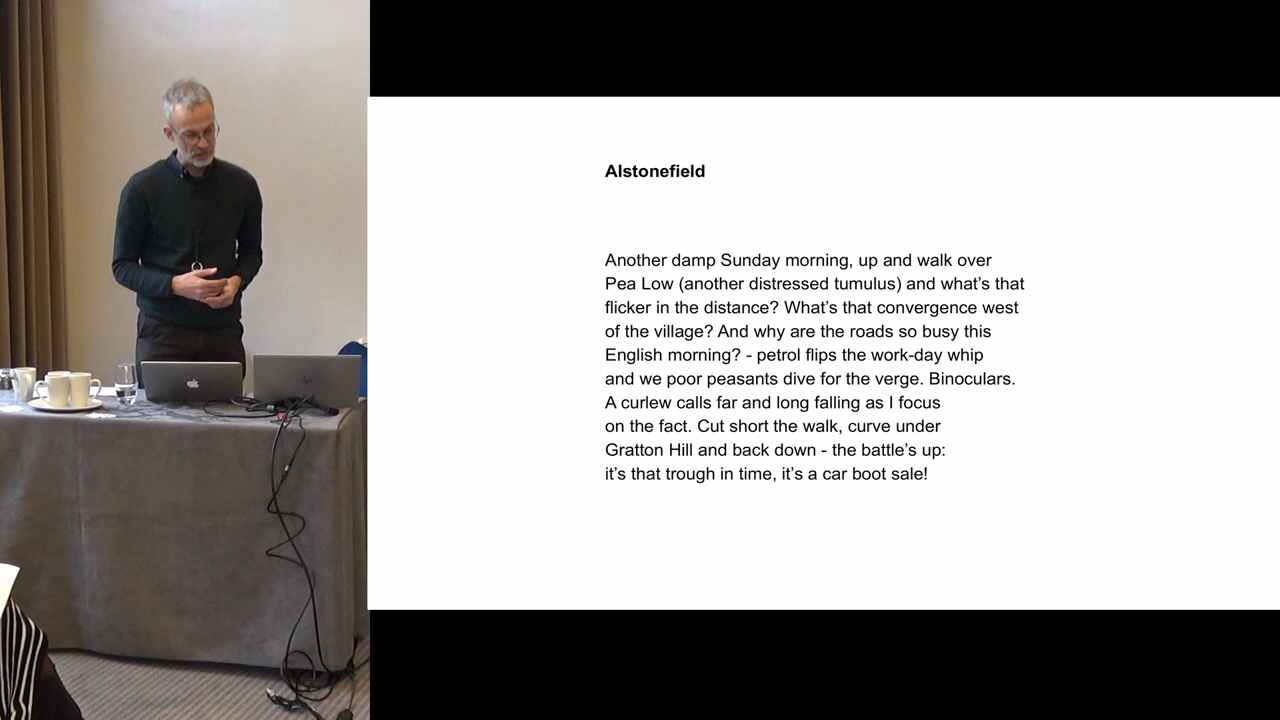 Alstonefield
Another damp Sunday morning, up and walk over
Pea Low (another distressed tumulus) and what’s that
flicker in the distance? What’s that convergence west
of the village? And why are the roads so busy this
English morning? - petrol flips the work-day whip
and we poor peasants dive for the verge. Binoculars.
A curlew calls far and long falling as I focus
on the fact. Cut short the walk, curve under
Gratton Hill and back down - the battle’s up:
it’s that trough in time, it’s a car boot sale!